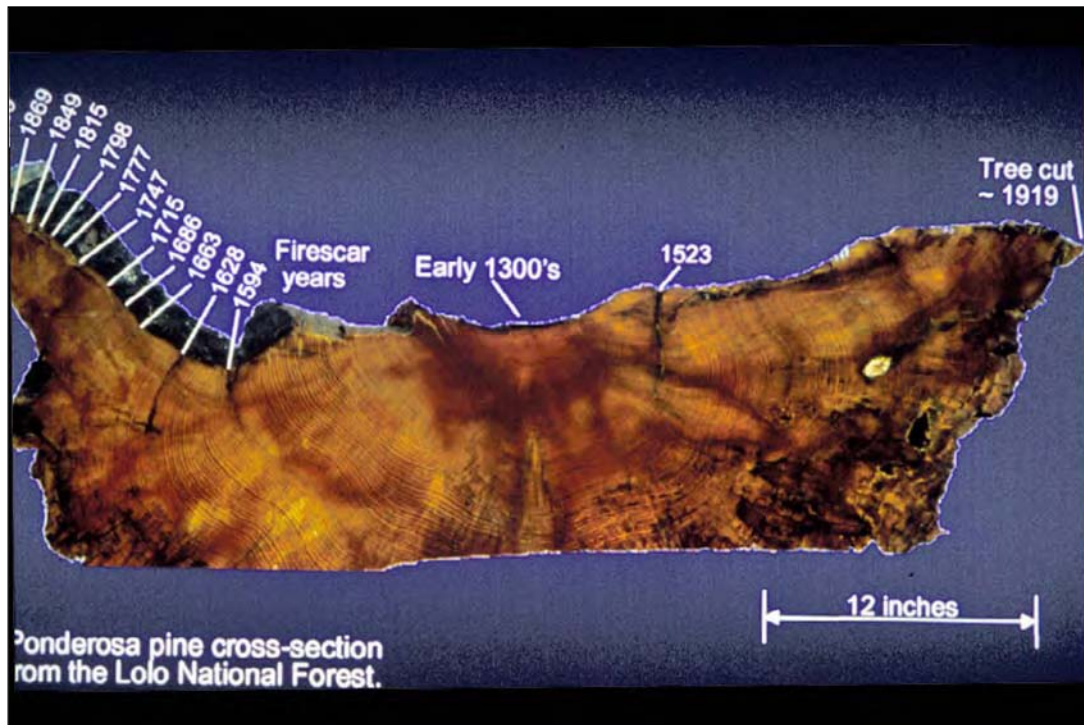 1869
1849
1815
1798
1777
1747
1715
1686
1663
1628
1594
Firescar
years
Early 1300's
1523
Tree cut
~ 1919
12 inches
Ponderosa pine cross-section
rom the Lolo National Forest.